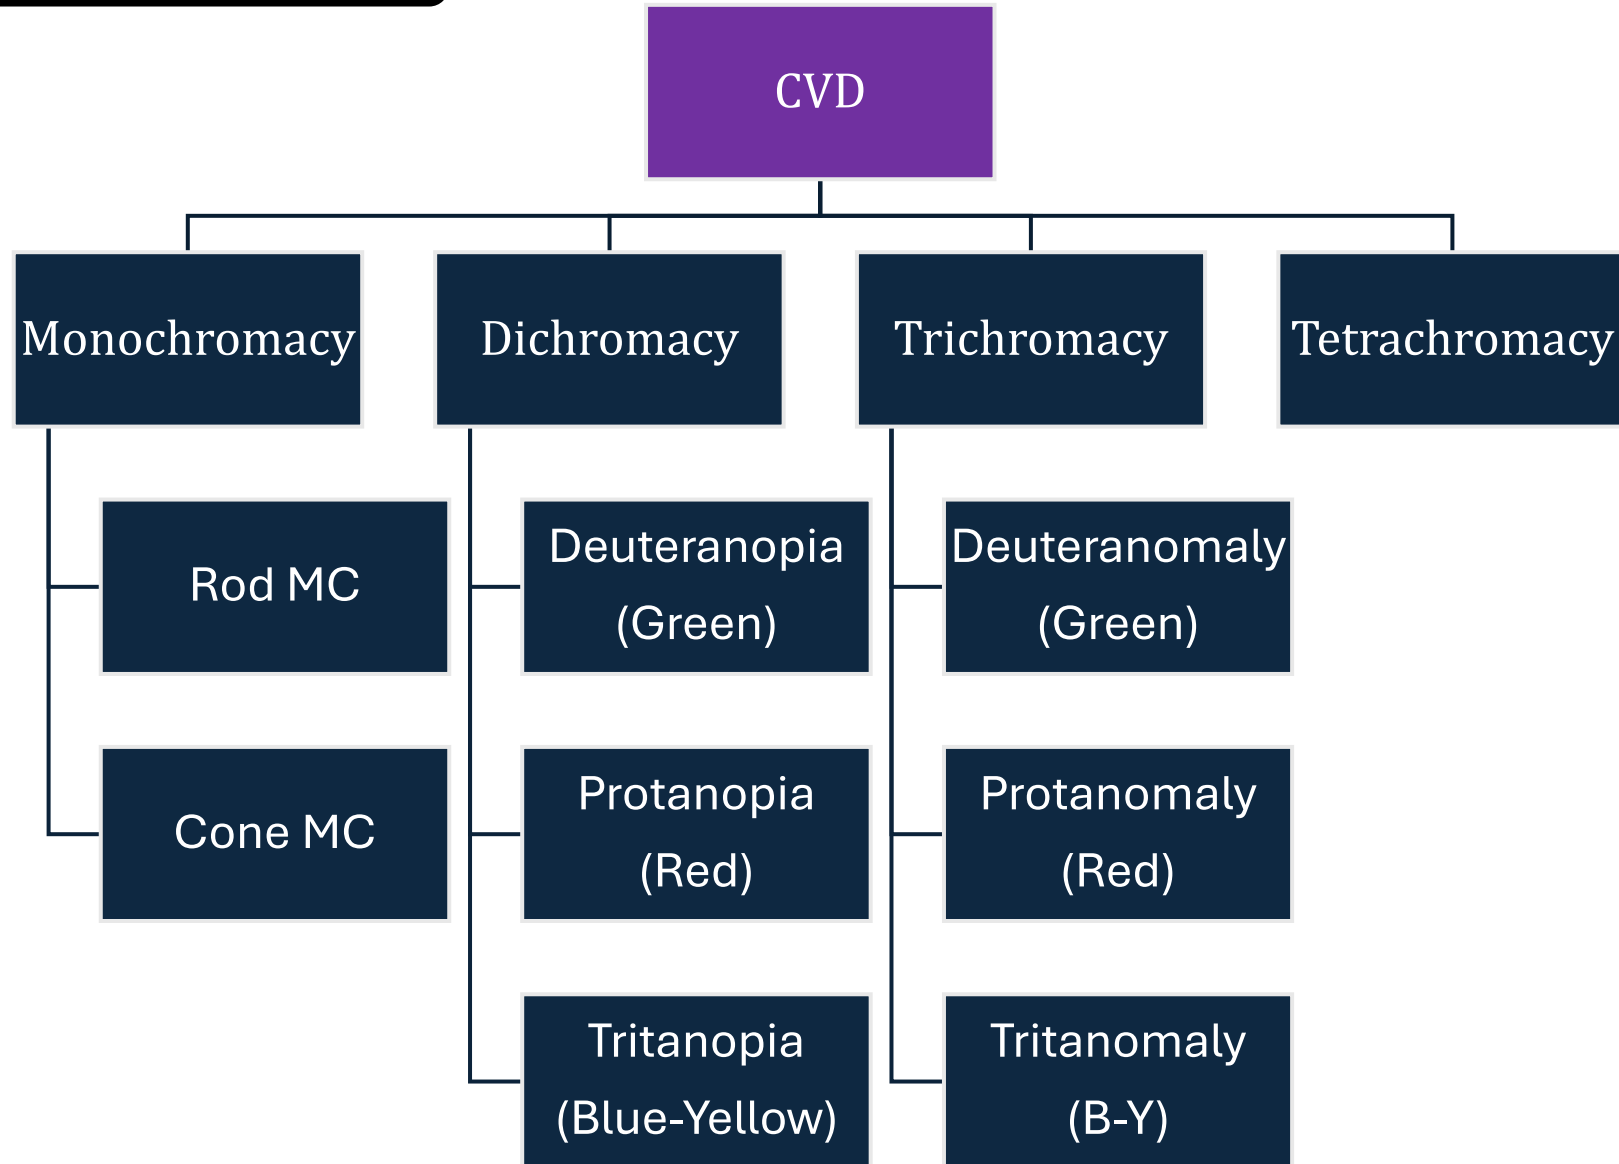 CVD
Monochromacy
Dichromacy
Trichromacy
Tetrachromacy
Rod MC
Cone MC
Deuteranopia
(Green)
Protanopia
(Red)
Tritanopia
(Blue-Yellow)
Deuteranomaly
(Green)
Protanomaly
(Red)
Tritanomaly
(B-Y)